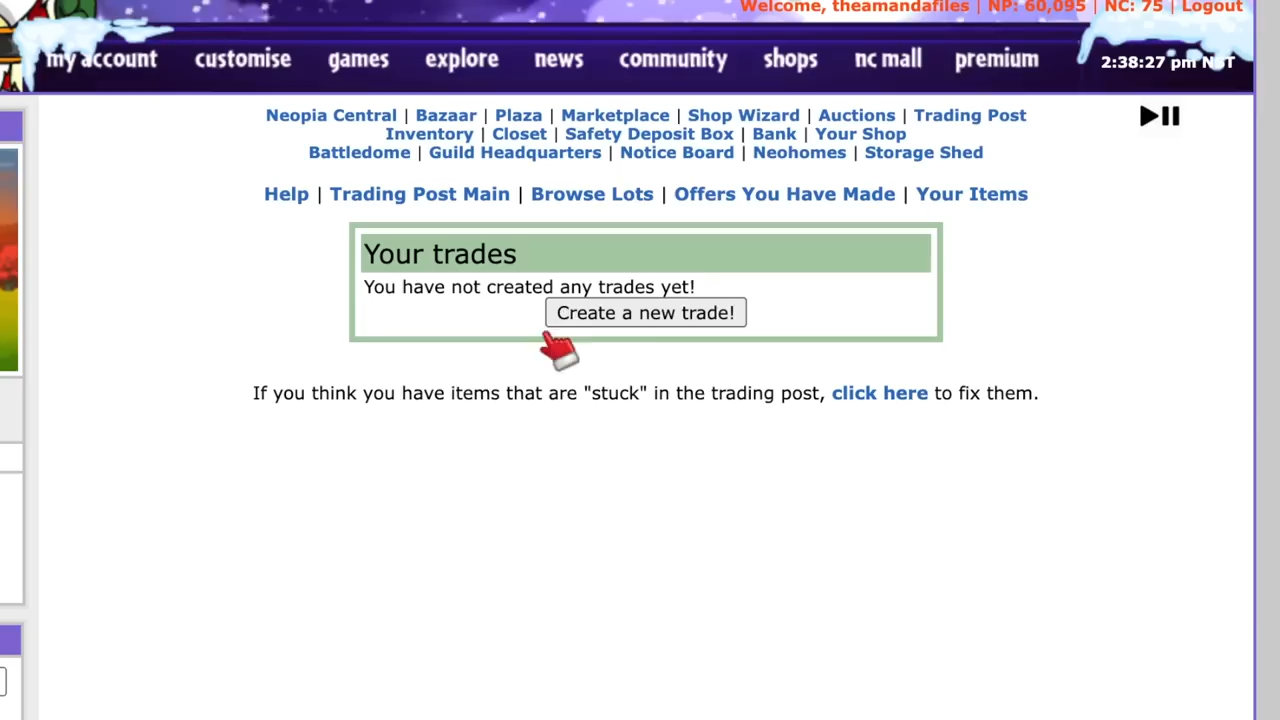 Welcome, theamandafiles | NP: 60,095 | NC: 75 | Logout
my account customise games explore news community shops nc mall premium 2:38:27 pm NST
Neopia Central | Bazaar | Plaza | Marketplace | Shop Wizard | Auctions | Trading Post
Inventory | Closet | Safety Deposit Box | Bank | Your Shop
Battledome | Guild Headquarters | Notice Board | Neohomes | Storage Shed
Help | Trading Post Main | Browse Lots | Offers You Have Made | Your Items
Your trades
You have not created any trades yet!
Create a new trade!
If you think you have items that are "stuck" in the trading post, click here to fix them.